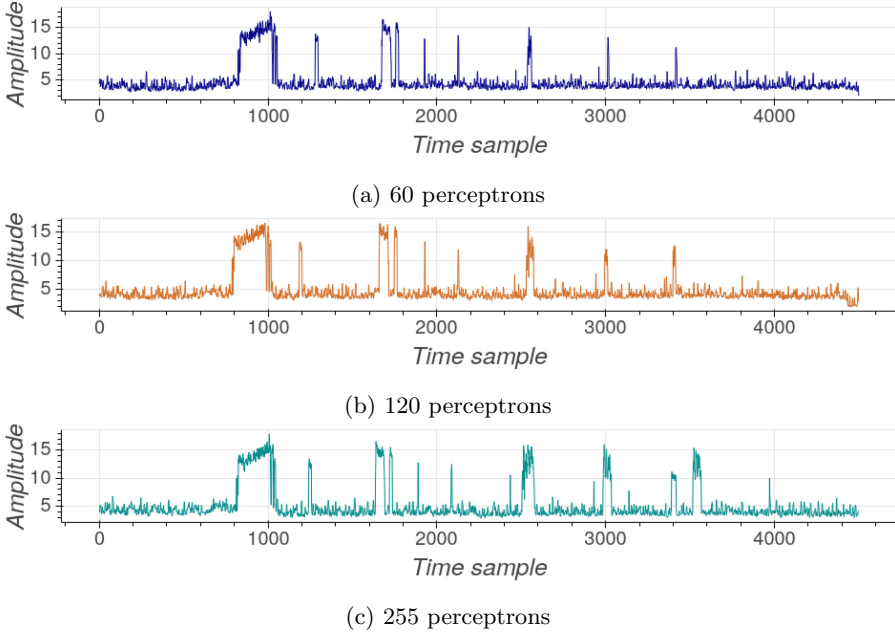 Amplitude
15
10
5
0 1000 2000 3000 4000
Time sample
(a) 60 perceptrons
Amplitude
15
10
5
0 1000 2000 3000 4000
Time sample
(b) 120 perceptrons
Amplitude
15
10
5
0 1000 2000 3000 4000
Time sample
(c) 255 perceptrons